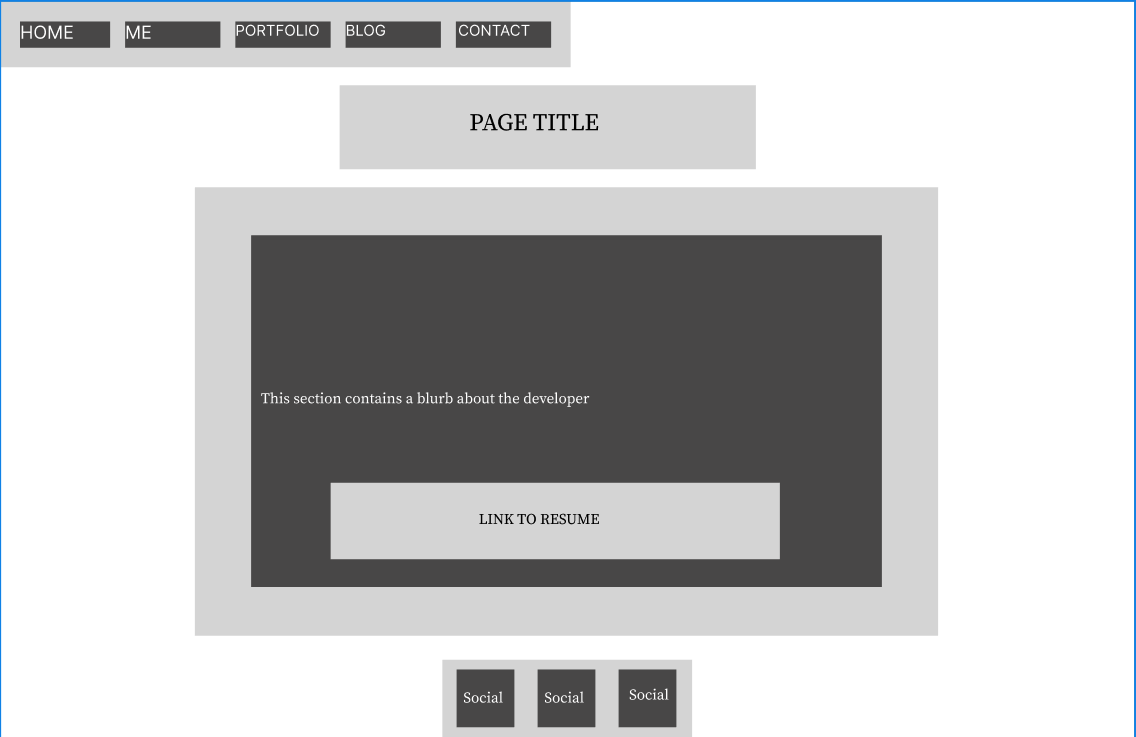 HOME ME PORTFOLIO BLOG CONTACT
PAGE TITLE
This section contains a blurb about the developer
LINK TO RESUME
Social Social Social